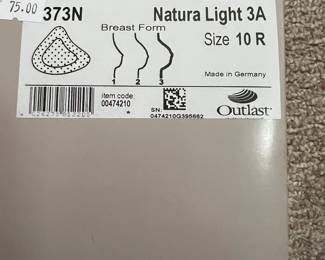 75.00
373N
Natura Light 3A
Breast Form
Size 10 R
1 2 3
Made in Germany
item code:
00474210
SN:
0474210G395662
Outlast